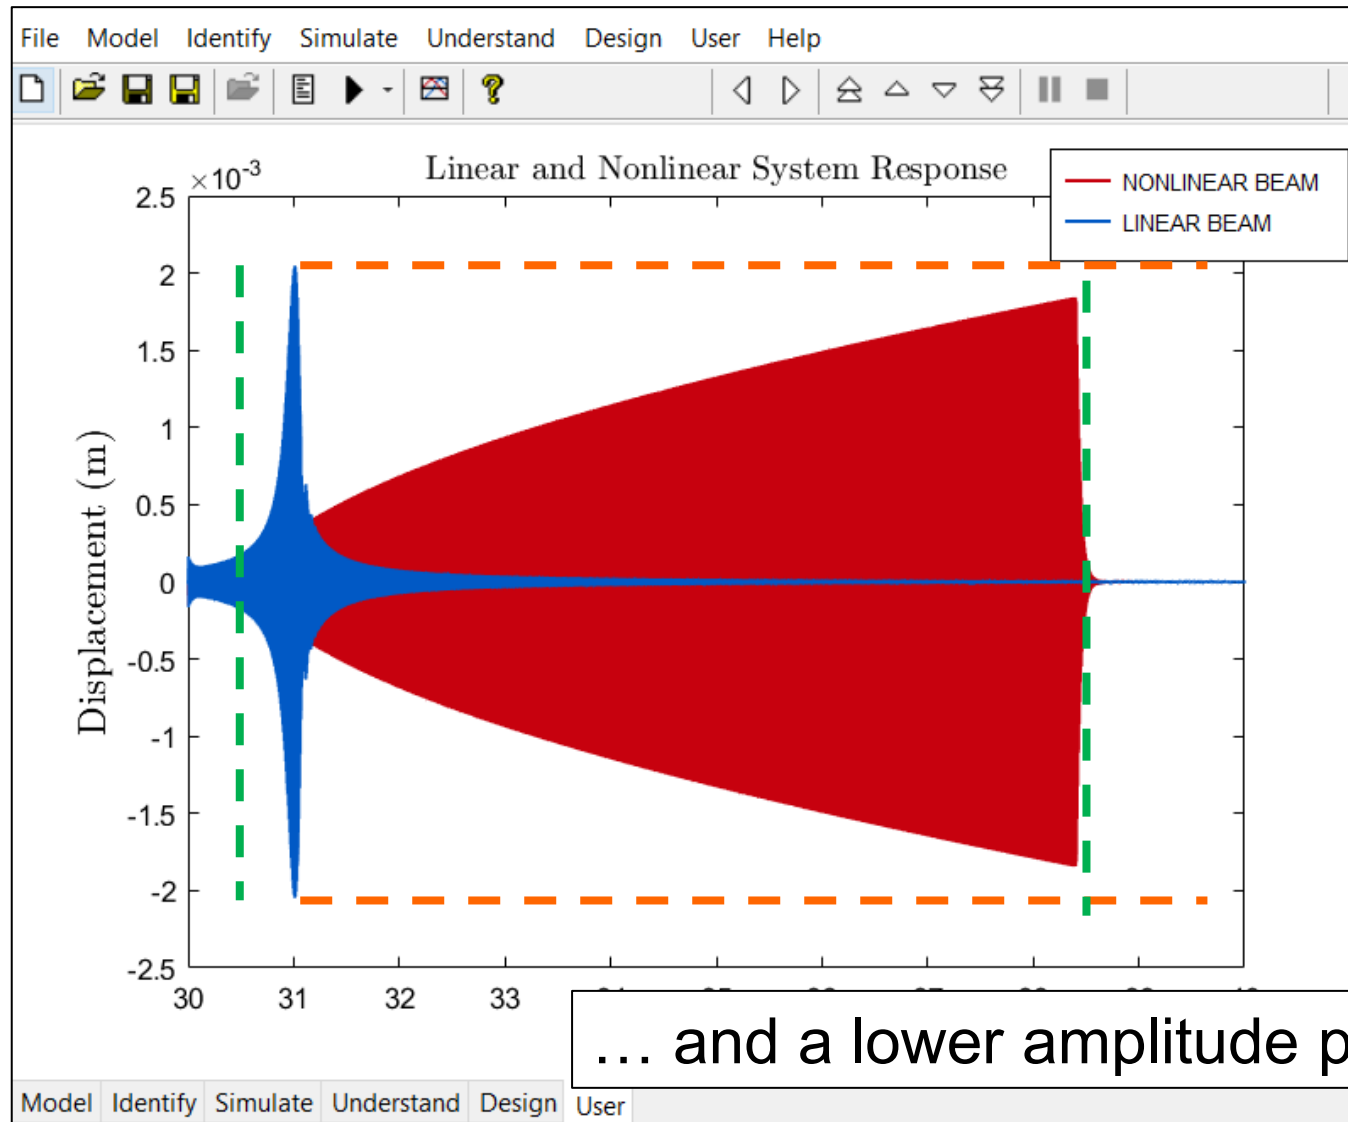 File Model Identify Simulate Understand Design User Help
Linear and Nonlinear System Response
×10-3
NONLINEAR BEAM
LINEAR BEAM
2.5
2
1.5
1
0.5
0
-0.5
-1
-1.5
-2
-2.5
Displacement (m)
30 31 32 33
… and a lower amplitude p
Model Identify Simulate Understand Design User